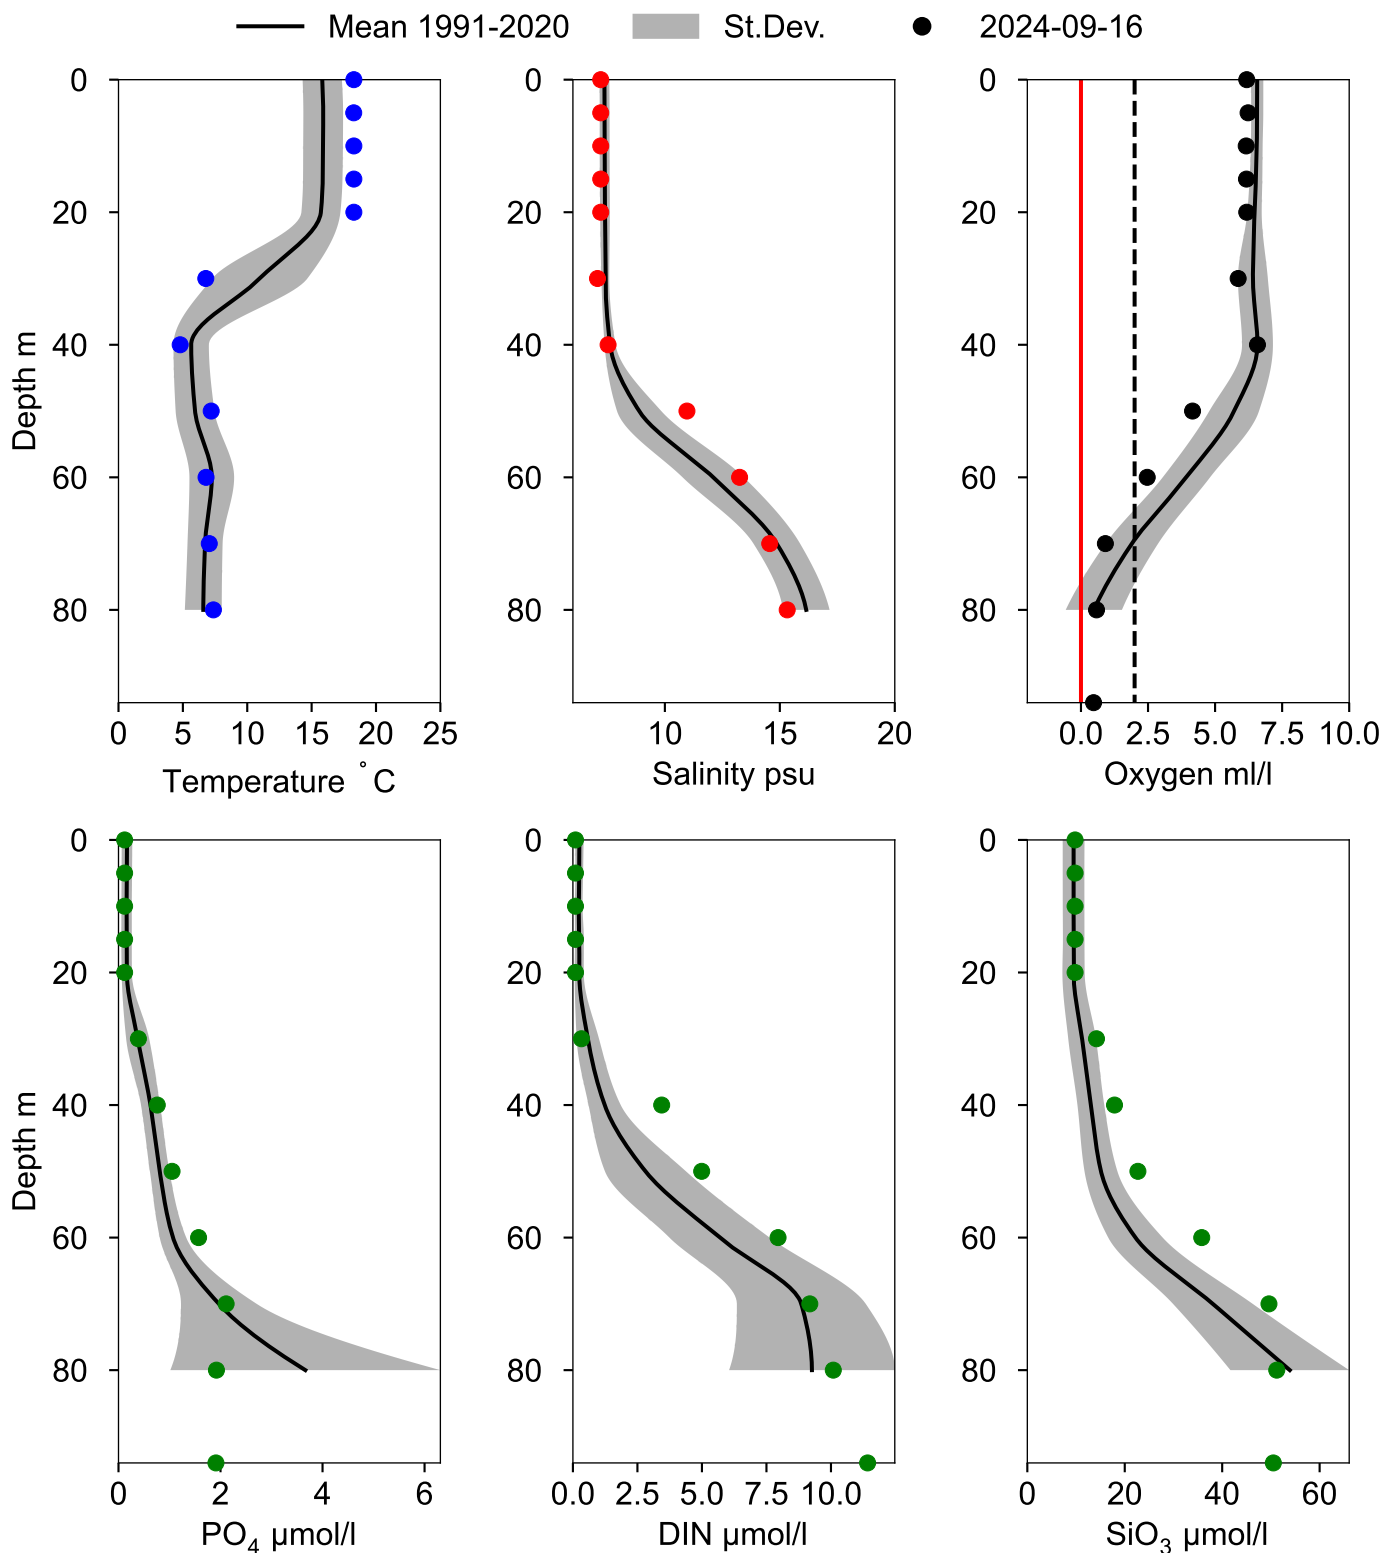 Mean 1991-2020 St.Dev. 2024-09-16
0 0 0
20 20 20
40 40 40
60 60 60
80 80 80
Depth m
0 5 10 15 20 25 10 15 20 0.0 2.5 5.0 7.5 10.0
Temperature ˚C Salinity psu Oxygen ml/l
0 0 0
20 20 20
40 40 40
60 60 60
80 80 80
Depth m
0 2 4 6 0.0 2.5 5.0 7.5 10.0 0 20 40 60
PO₄ µmol/l DIN µmol/l SiO₃ µmol/l